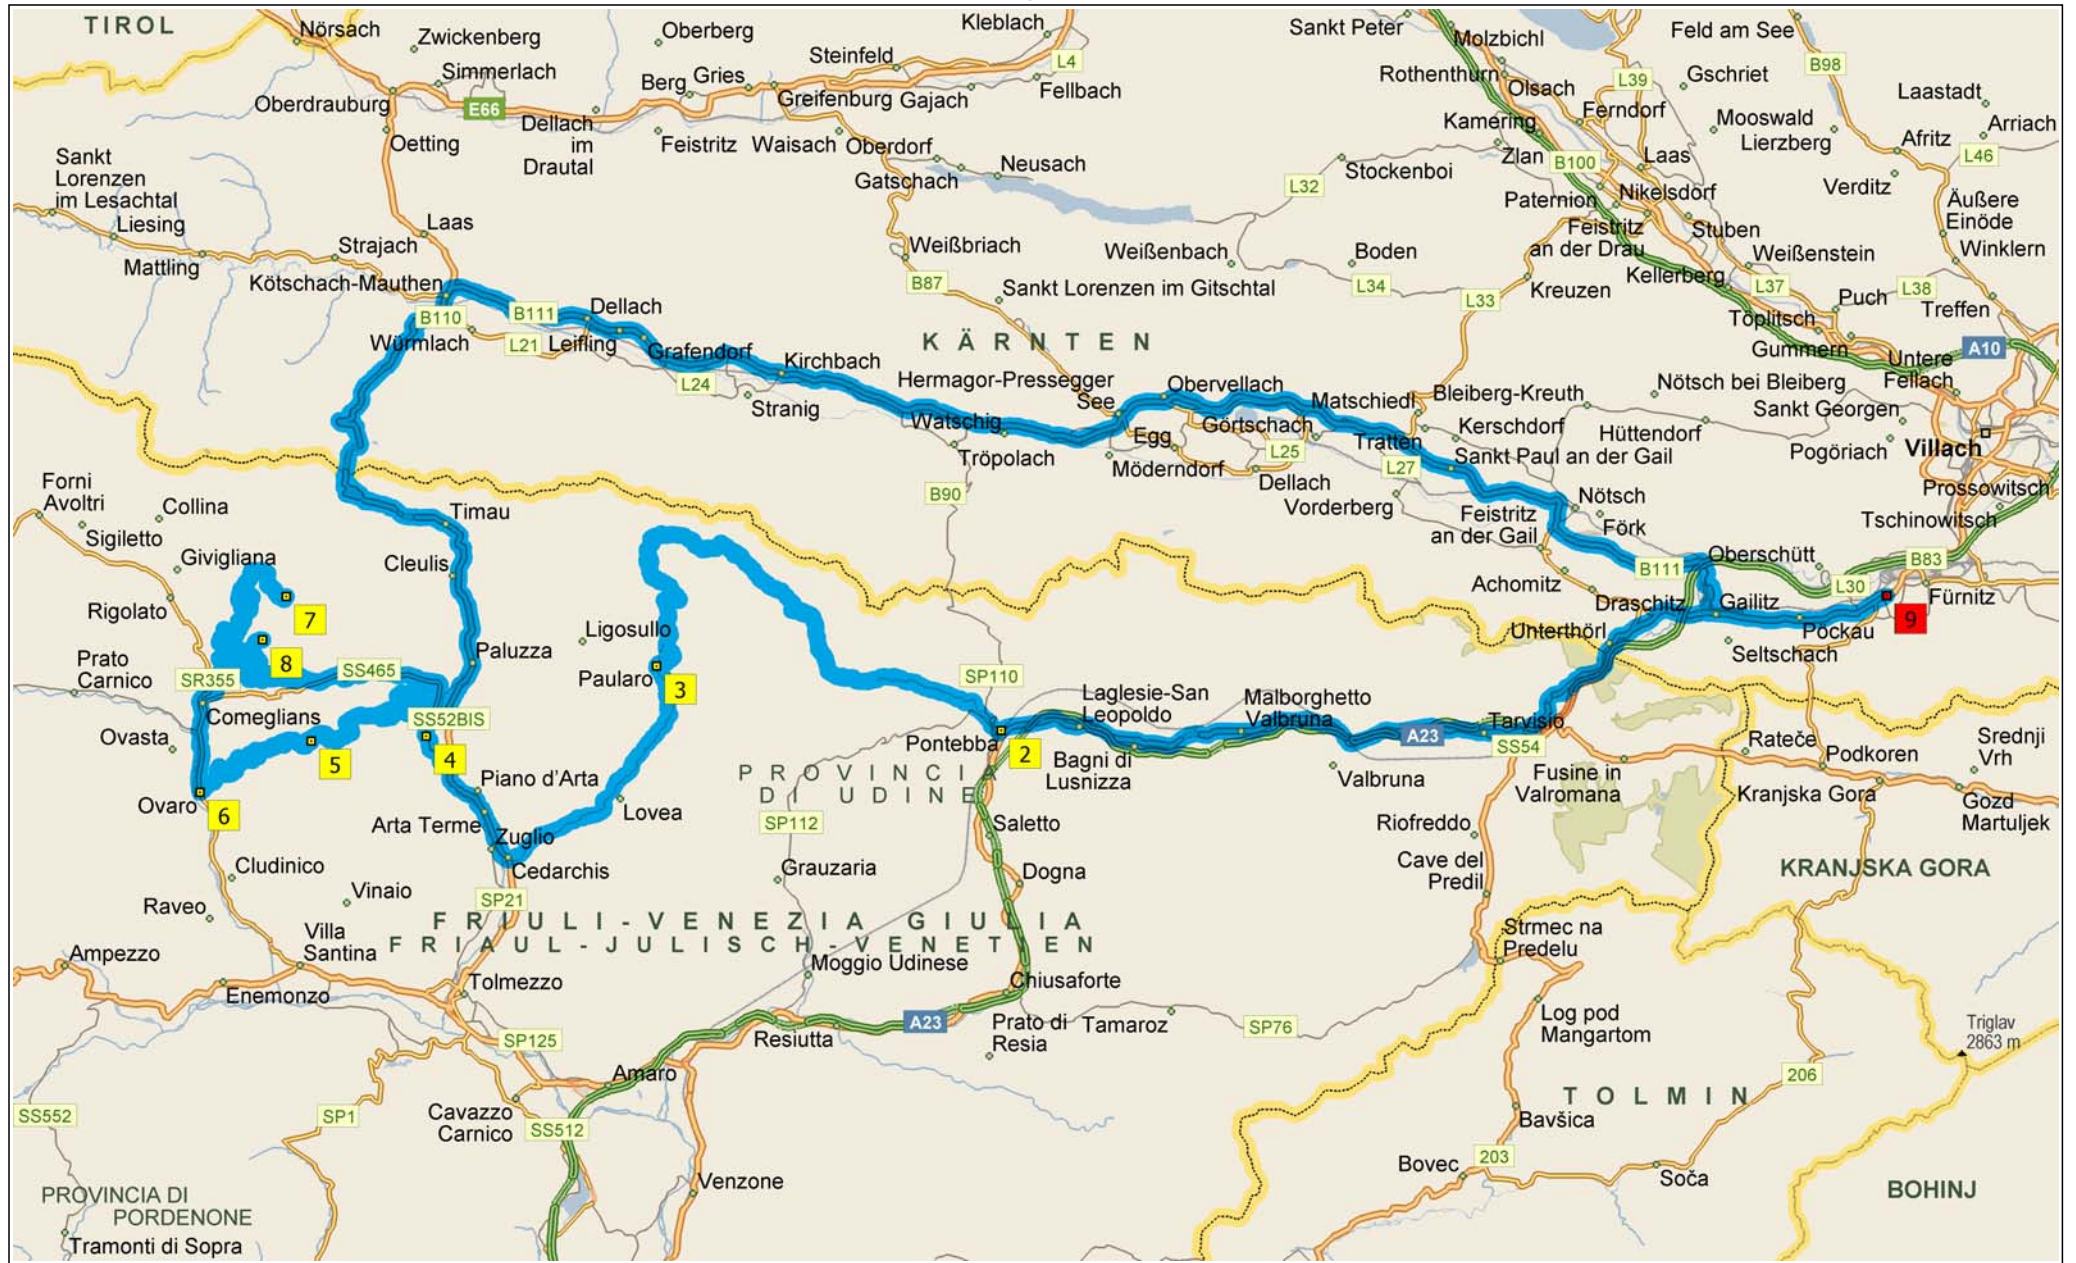 TIROL
Nörsach
Zwickenberg
Oberberg
Kleblach
Sankt Peter
Molzbichl
Feld am See
Simmerlach
Berg
Gries
Steinfeld
L4
Rothenthurn
Olsach
L39
Gschriet
B98
Oberdrauburg
E66
Greifenburg
Gajach
Fellbach
Ferndorf
Laastadt
Dellach
im
Drautal
Oetting
Feistritz
Waisach
Oberdorf
Kamering
Mooswald
Lierzberg
Afritz
Arriach
Sankt
Lorenzen
im Lesachtal
Neusach
Gatschach
L32
Stockenboi
Zlan
B100
Laas
L46
Verditz
Liesing
Laas
Paternion
Nikelsdorf
Äußere
Einöde
Mattling
Strajach
Weißbriach
Weißenbach
Boden
Feistritz
an der Drau
Stuben
Weißenstein
Winklern
Kötschach-Mauthen
B87
Sankt Lorenzen im Gitschtal
L34
L33
Kreuzen
Kellerberg
L37
L38
Puch
Treffen
B110
B111
Dellach
Töplitsch
Würmlach
L21
Leifling
Grafendorf
Kirchbach
KÄRNTEN
Gummern
Untere
Fellach
A10
L24
Stranig
Hermagor-Pressegger
See
Obervellach
Matschiedl
Bleiberg-Kreuth
Nötsch bei Bleiberg
Sankt Georgen
Watschig
Egg
Görtschach
Tratten
Kerschdorf
Hüttendorf
Pogöriach
Villach
Tröpolach
Möderndorf
L25
L27
Sankt Paul an der Gail
Forni
Avoltri
Collina
B90
Dellach
Vorderberg
Nötsch
Prossowitsch
Sigiletto
Timau
Feistritz
an der Gail
Förk
Tschinowitsch
Givigliana
Cleulis
B111
Oberschütt
B83
L30
Rigolato
7
Achomitz
Draschitz
Gailitz
Fürnitz
9
Ligosullo
Unterthörl
Pöckau
Prato
Carnico
8
Paluzza
Seltschach
SR355
SS465
Paularo
3
SP110
Comeglians
SS52BIS
Laglesie-San
Leopoldo
Malborghetto
Valbruna
Tarvisio
Ovasta
5
4
Pontebba
2
Bagni di
Lusnizza
A23
SS54
Rateče
Podkoren
Srednji
Vrh
Ovaro
6
Piano d'Arta
PROVINCIA
DI UDINE
Valbruna
Fusine in
Valromana
Kranjska Gora
Gozd
Martuljek
Arta Terme
Zuglio
Lovea
SP112
Saletto
Riofreddo
Cludinico
Cedarchis
Grauzaria
Dogna
Cave del
Predil
KRANJSKA GORA
Raveo
Vinaio
SP21
FRIULI-VENEZIA GIULIA
FRIAUL-JULISCH-VENETIEN
Villa
Santina
Strmec na
Predelu
Ampezzo
Moggio Udinese
Enemonzo
Tolmezzo
Chiusaforte
A23
Prato di
Resia
Tamaroz
SP76
Log pod
Mangartom
Triglav
2863 m
SP125
Resiutta
Amaro
TOLMIN
206
SS552
SP1
Cavazzo
Carnico
SS512
Bavšica
203
Bovec
Soča
Venzone
BOHINJ
PROVINCIA DI
PORDENONE
Tramonti di Sopra